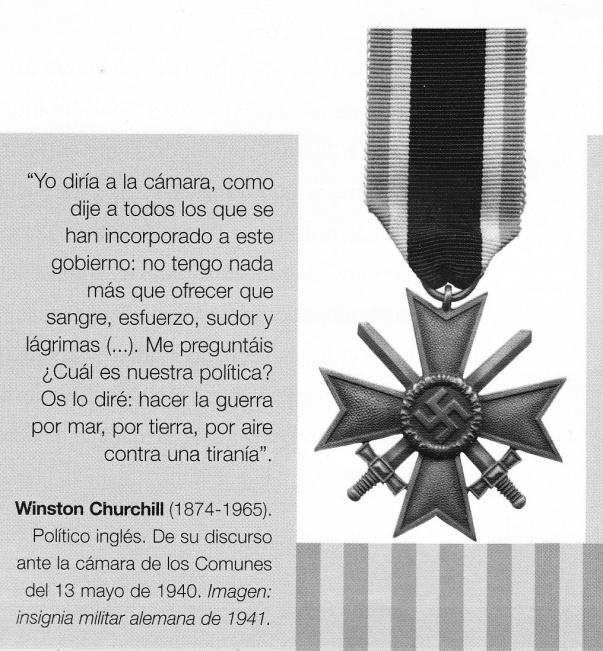 “Yo diría a la cámara, como
dije a todos los que se
han incorporado a este
gobierno: no tengo nada
más que ofrecer que
sangre, esfuerzo, sudor y
lágrimas (...). Me preguntáis
¿Cuál es nuestra política?
Os lo diré: hacer la guerra
por mar, por tierra, por aire
contra una tiranía”.
Winston Churchill (1874-1965).
Político inglés. De su discurso
ante la cámara de los Comunes
del 13 mayo de 1940. Imagen:
insignia militar alemana de 1941.